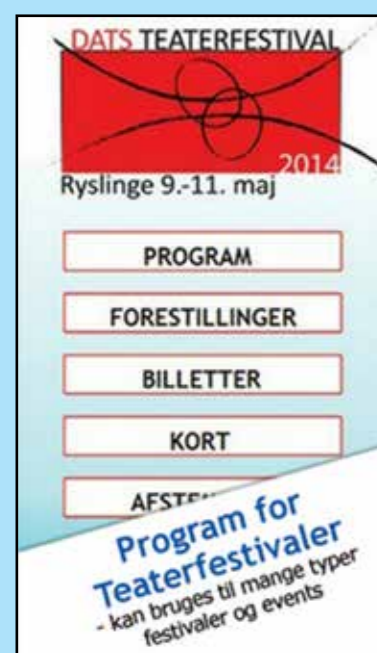 DATS TEATERFESTIVAL
2014
Ryslinge 9.-11. maj
PROGRAM
FORESTILLINGER
BILLETTER
KORT
Program for
Teaterfestivaler
- kan bruges til mange typer
festivaler og events